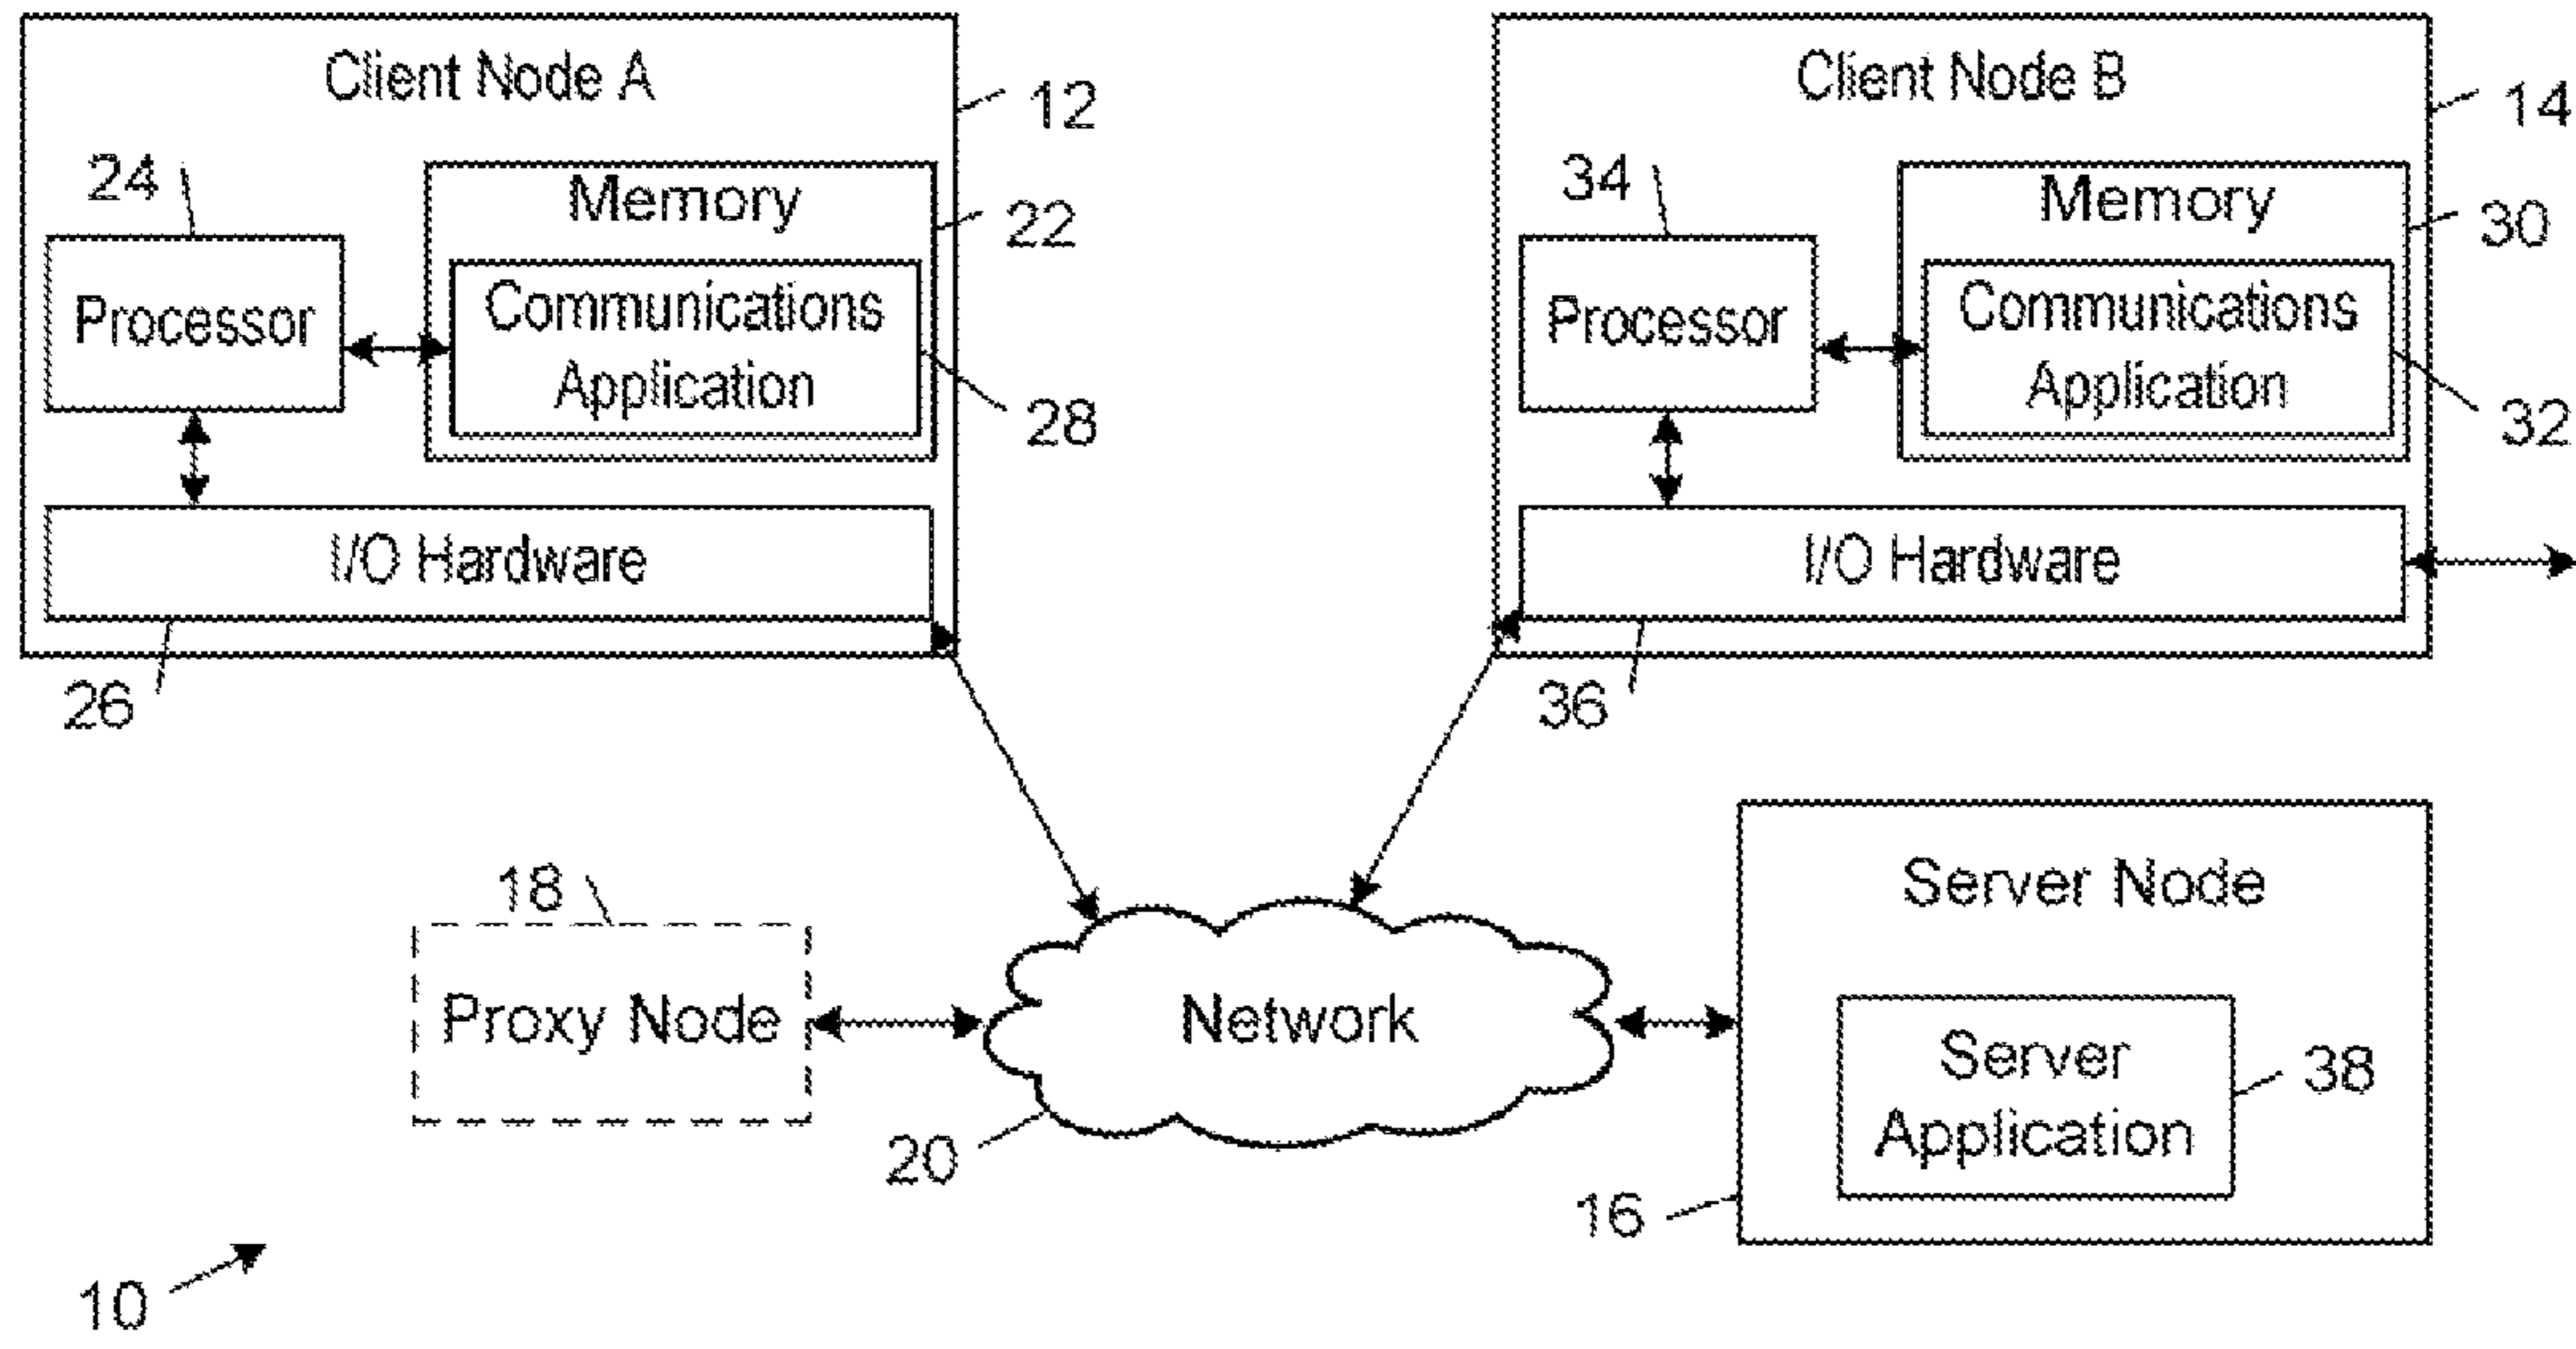 Client Node A
12
24
Memory
22
Processor
Communications
Application
28
I/O Hardware
26
Client Node B
14
34
Memory
30
Processor
Communications
Application
32
I/O Hardware
36
18
Proxy Node
Network
20
Server Node
Server
Application
38
16
10